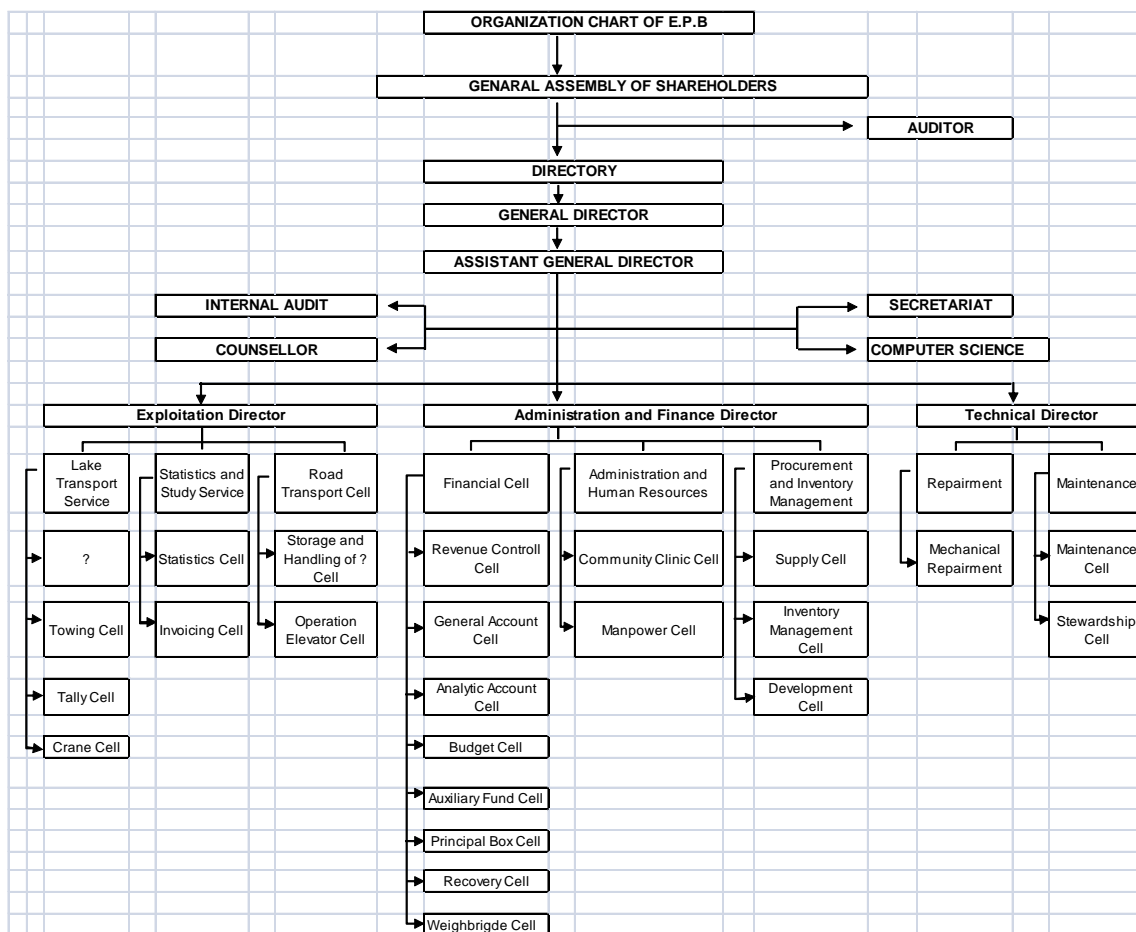 ORGANIZATION CHART OF E.P.B
GENARAL ASSEMBLY OF SHAREHOLDERS
AUDITOR
DIRECTORY
GENERAL DIRECTOR
ASSISTANT GENERAL DIRECTOR
INTERNAL AUDIT
SECRETARIAT
COUNSELLOR
COMPUTER SCIENCE
Exploitation Director
Administration and Finance Director
Technical Director
Lake
Transport
Service
Statistics and
Study Service
Road
Transport Cell
Financial Cell
Administration and
Human Resources
Procurement
and Inventory
Management
Repairment
Maintenance
?
Statistics Cell
Storage and
Handling of ?
Cell
Revenue Controll
Cell
Community Clinic Cell
Supply Cell
Mechanical
Repairment
Maintenance
Cell
Towing Cell
Invoicing Cell
Operation
Elevator Cell
General Account
Cell
Manpower Cell
Inventory
Management
Cell
Stewardship
Cell
Tally Cell
Analytic Account
Cell
Development
Cell
Crane Cell
Budget Cell
Auxiliary Fund Cell
Principal Box Cell
Recovery Cell
Weighbrigde Cell